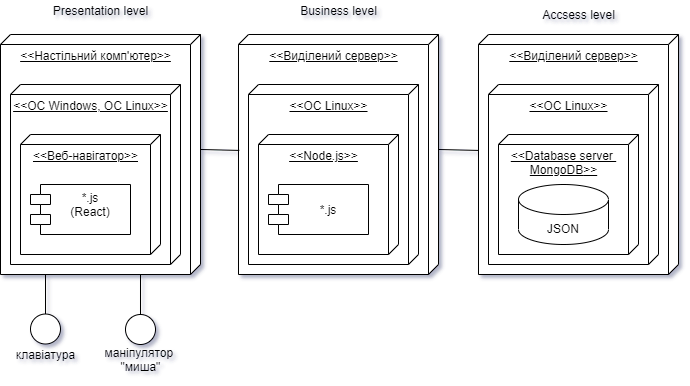 Presentation level
Business level
Accsess level
<<Настільний комп'ютер>>
<<ОС Windows, ОС Linux>>
<<Веб-навігатор>>
*.js
(React)
клавіатура
маніпулятор
"миша"
<<Виділений сервер>>
<<ОС Linux>>
<<Node.js>>
*.js
<<Виділений сервер>>
<<ОС Linux>>
<<Database server
MongoDB>>
JSON